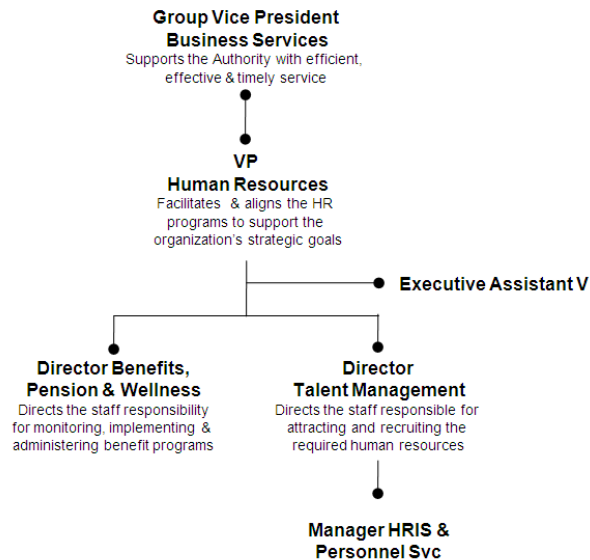 Group Vice President
Business Services
Supports the Authority with efficient,
effective & timely service
VP
Human Resources
Facilitates & aligns the HR
programs to support the
organization's strategic goals
Executive Assistant V
Director Benefits,
Pension & Wellness
Directs the staff responsibility
for monitoring, implementing &
administering benefit programs
Director
Talent Management
Directs the staff responsible for
attracting and recruiting the
required human resources
Manager HRIS &
Personnel Svc